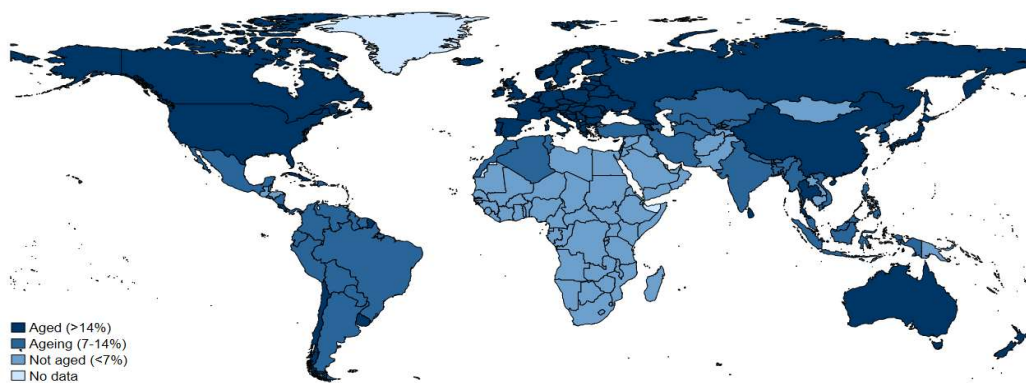 Aged (>14%)
Ageing (7-14%)
Not aged (<7%)
No data